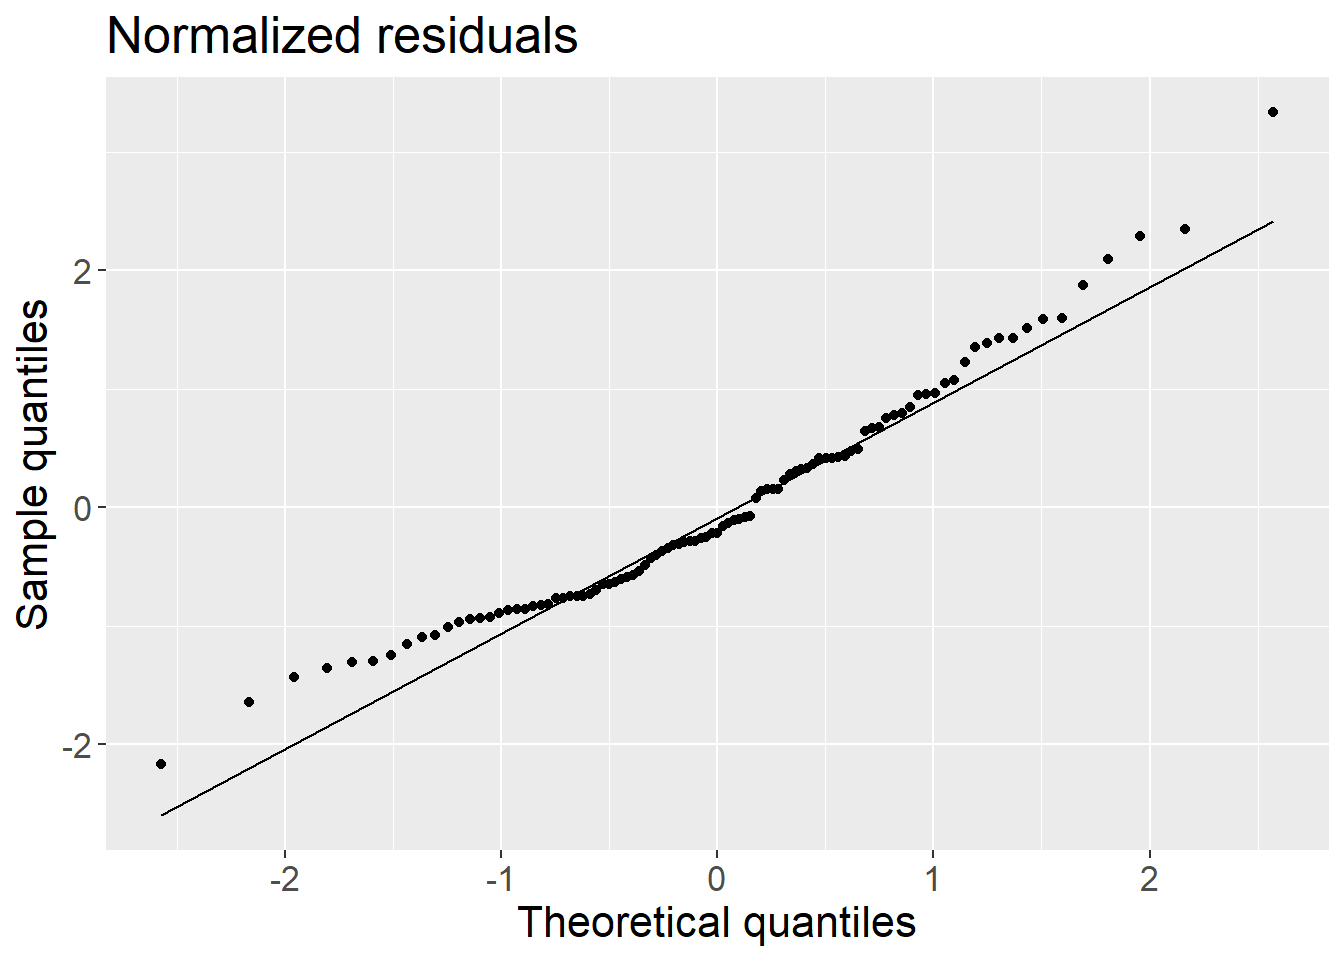 Normalized residuals
Sample quantiles
2
0
-2
-2
-1
0
1
2
Theoretical quantiles